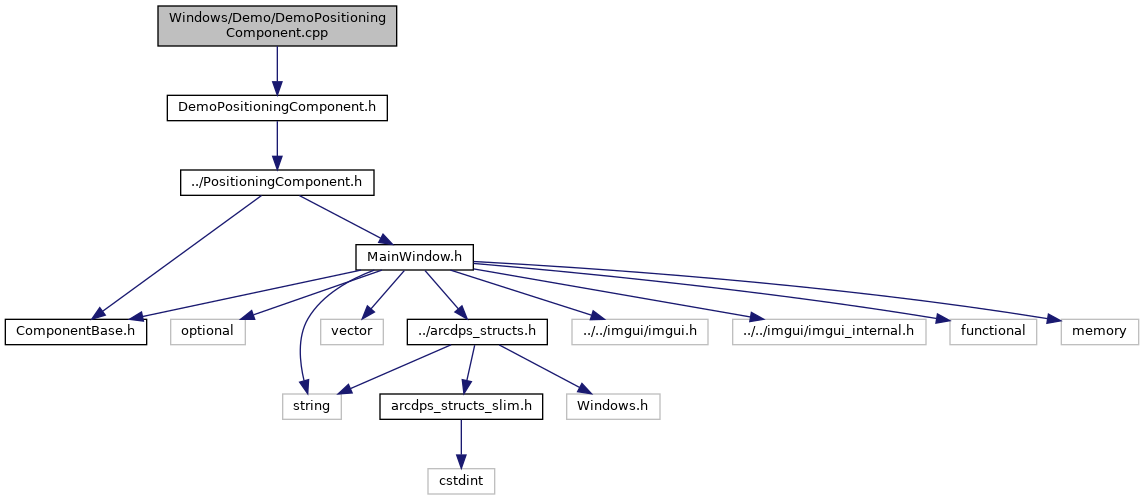 Windows/Demo/DemoPositioning
Component.cpp
DemoPositioningComponent.h
../PositioningComponent.h
MainWindow.h
ComponentBase.h
optional
vector
../arcdps_structs.h
../../imgui/imgui.h
../../imgui/imgui_internal.h
functional
memory
string
arcdps_structs_slim.h
Windows.h
cstdint